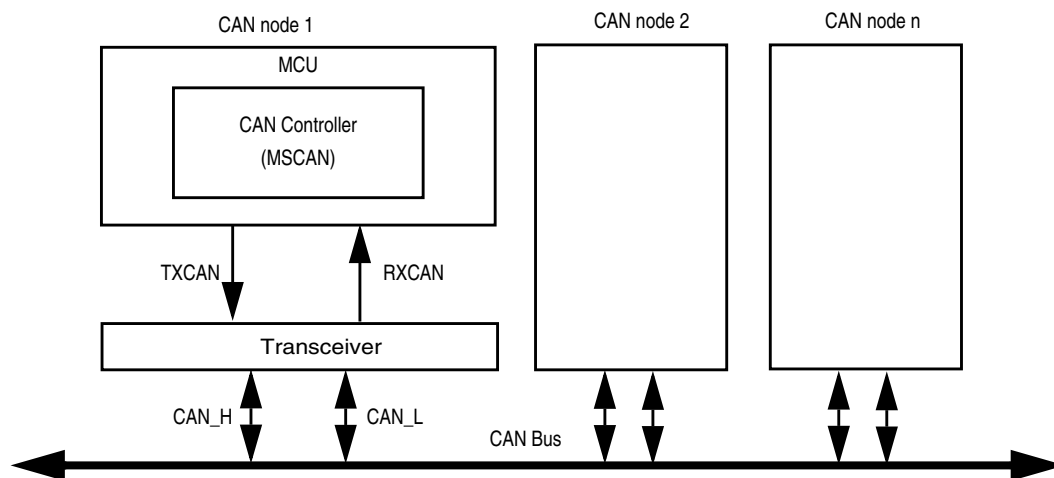 CAN node 1
CAN node 2
CAN node n
MCU
CAN Controller
(MSCAN)
TXCAN
RXCAN
Transceiver
CAN_H
CAN_L
CAN Bus